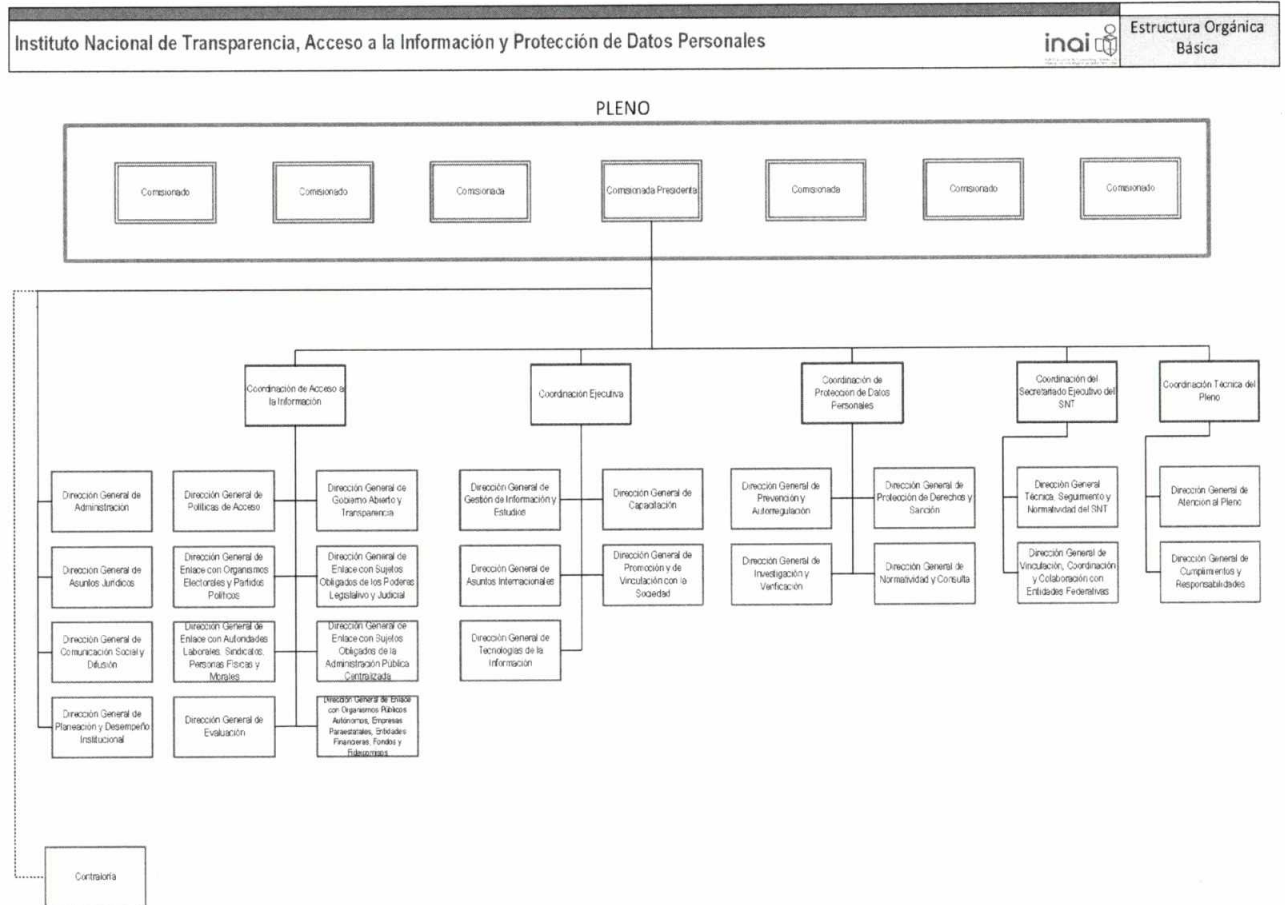 Instituto Nacional de Transparencia, Acceso a la Información y Protección de Datos Personales
inai
Estructura Orgánica
Básica
PLENO
Comisionado
Comisionado
Comisionada
Comisionada Presidenta
Comisionada
Comisionado
Comisionado
Coordinación de Acceso a
la Información
Coordinación Ejecutiva
Coordinación de
Protección de Datos
Personales
Coordinación del
Secretariado Ejecutivo del
SNT
Coordinación Técnica del
Pleno
Dirección General de
Administración
Dirección General de
Políticas de Acceso
Dirección General de
Gobierno Abierto y
Transparencia
Dirección General de
Gestión de Información y
Estudios
Dirección General de
Capacitación
Dirección General de
Prevención y
Autorregulación
Dirección General de
Protección de Derechos y
Sanción
Dirección General
Técnica, Seguimiento y
Normatividad del SNT
Dirección General de
Atención al Pleno
Dirección General de
Asuntos Jurídicos
Dirección General de
Enlace con Organismos
Electorales y Partidos
Políticos
Dirección General de
Enlace con Sujetos
Obligados de los Poderes
Legislativo y Judicial
Dirección General de
Asuntos Internacionales
Dirección General de
Promoción y de
Vinculación con la
Sociedad
Dirección General de
Investigación y
Verificación
Dirección General de
Normatividad y Consulta
Dirección General de
Vinculación, Coordinación
y Colaboración con
Entidades Federativas
Dirección General de
Cumplimientos y
Responsabilidades
Dirección General de
Comunicación Social y
Difusión
Dirección General de
Enlace con Autoridades
Laborales, Sindicatos,
Personas Físicas y
Morales
Dirección General de
Enlace con Sujetos
Obligados de la
Administración Pública
Centralizada
Dirección General de
Tecnologías de la
Información
Dirección General de
Planeación y Desempeño
Institucional
Dirección General de
Evaluación
Dirección General de Enlace
con Organismos Públicos
Autónomos, Empresas
Paraestatales, Entidades
Financieras, Fondos y
Fideicomisos
Contraloría